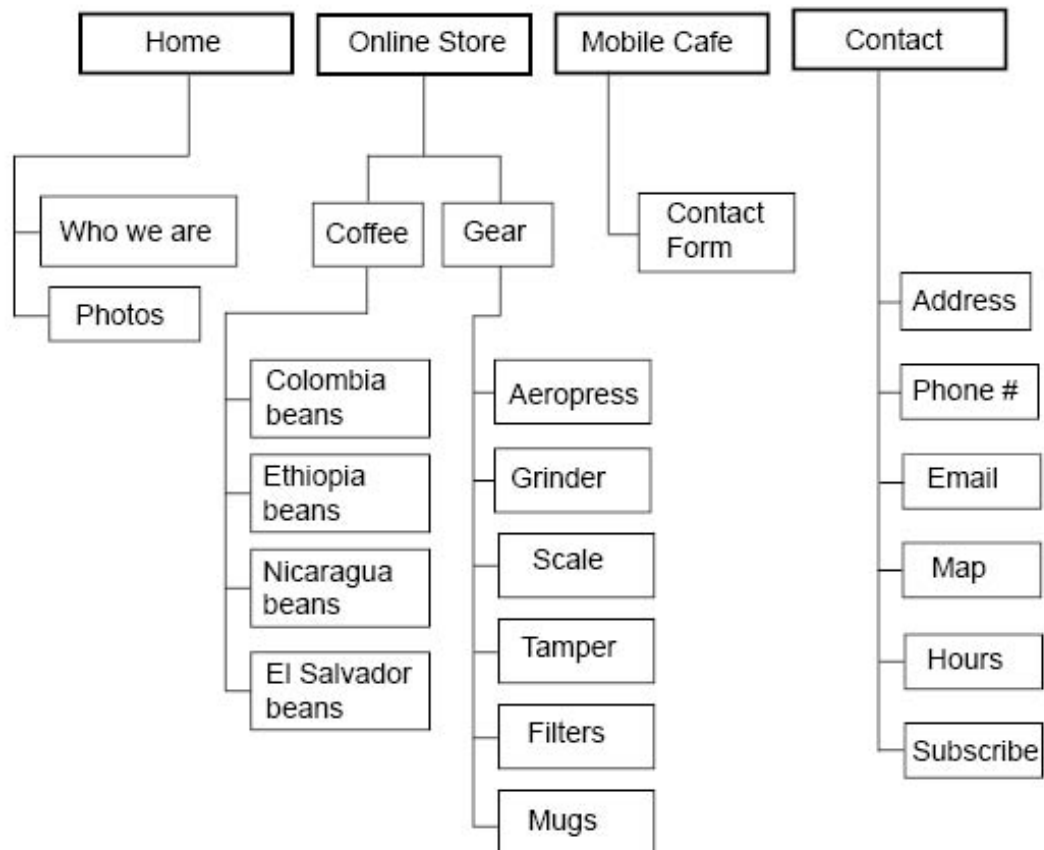 Home
Online Store
Mobile Cafe
Contact
Who we are
Photos
Coffee
Gear
Contact
Form
Colombia
beans
Ethiopia
beans
Nicaragua
beans
El Salvador
beans
Aeropress
Grinder
Scale
Tamper
Filters
Mugs
Address
Phone #
Email
Map
Hours
Subscribe